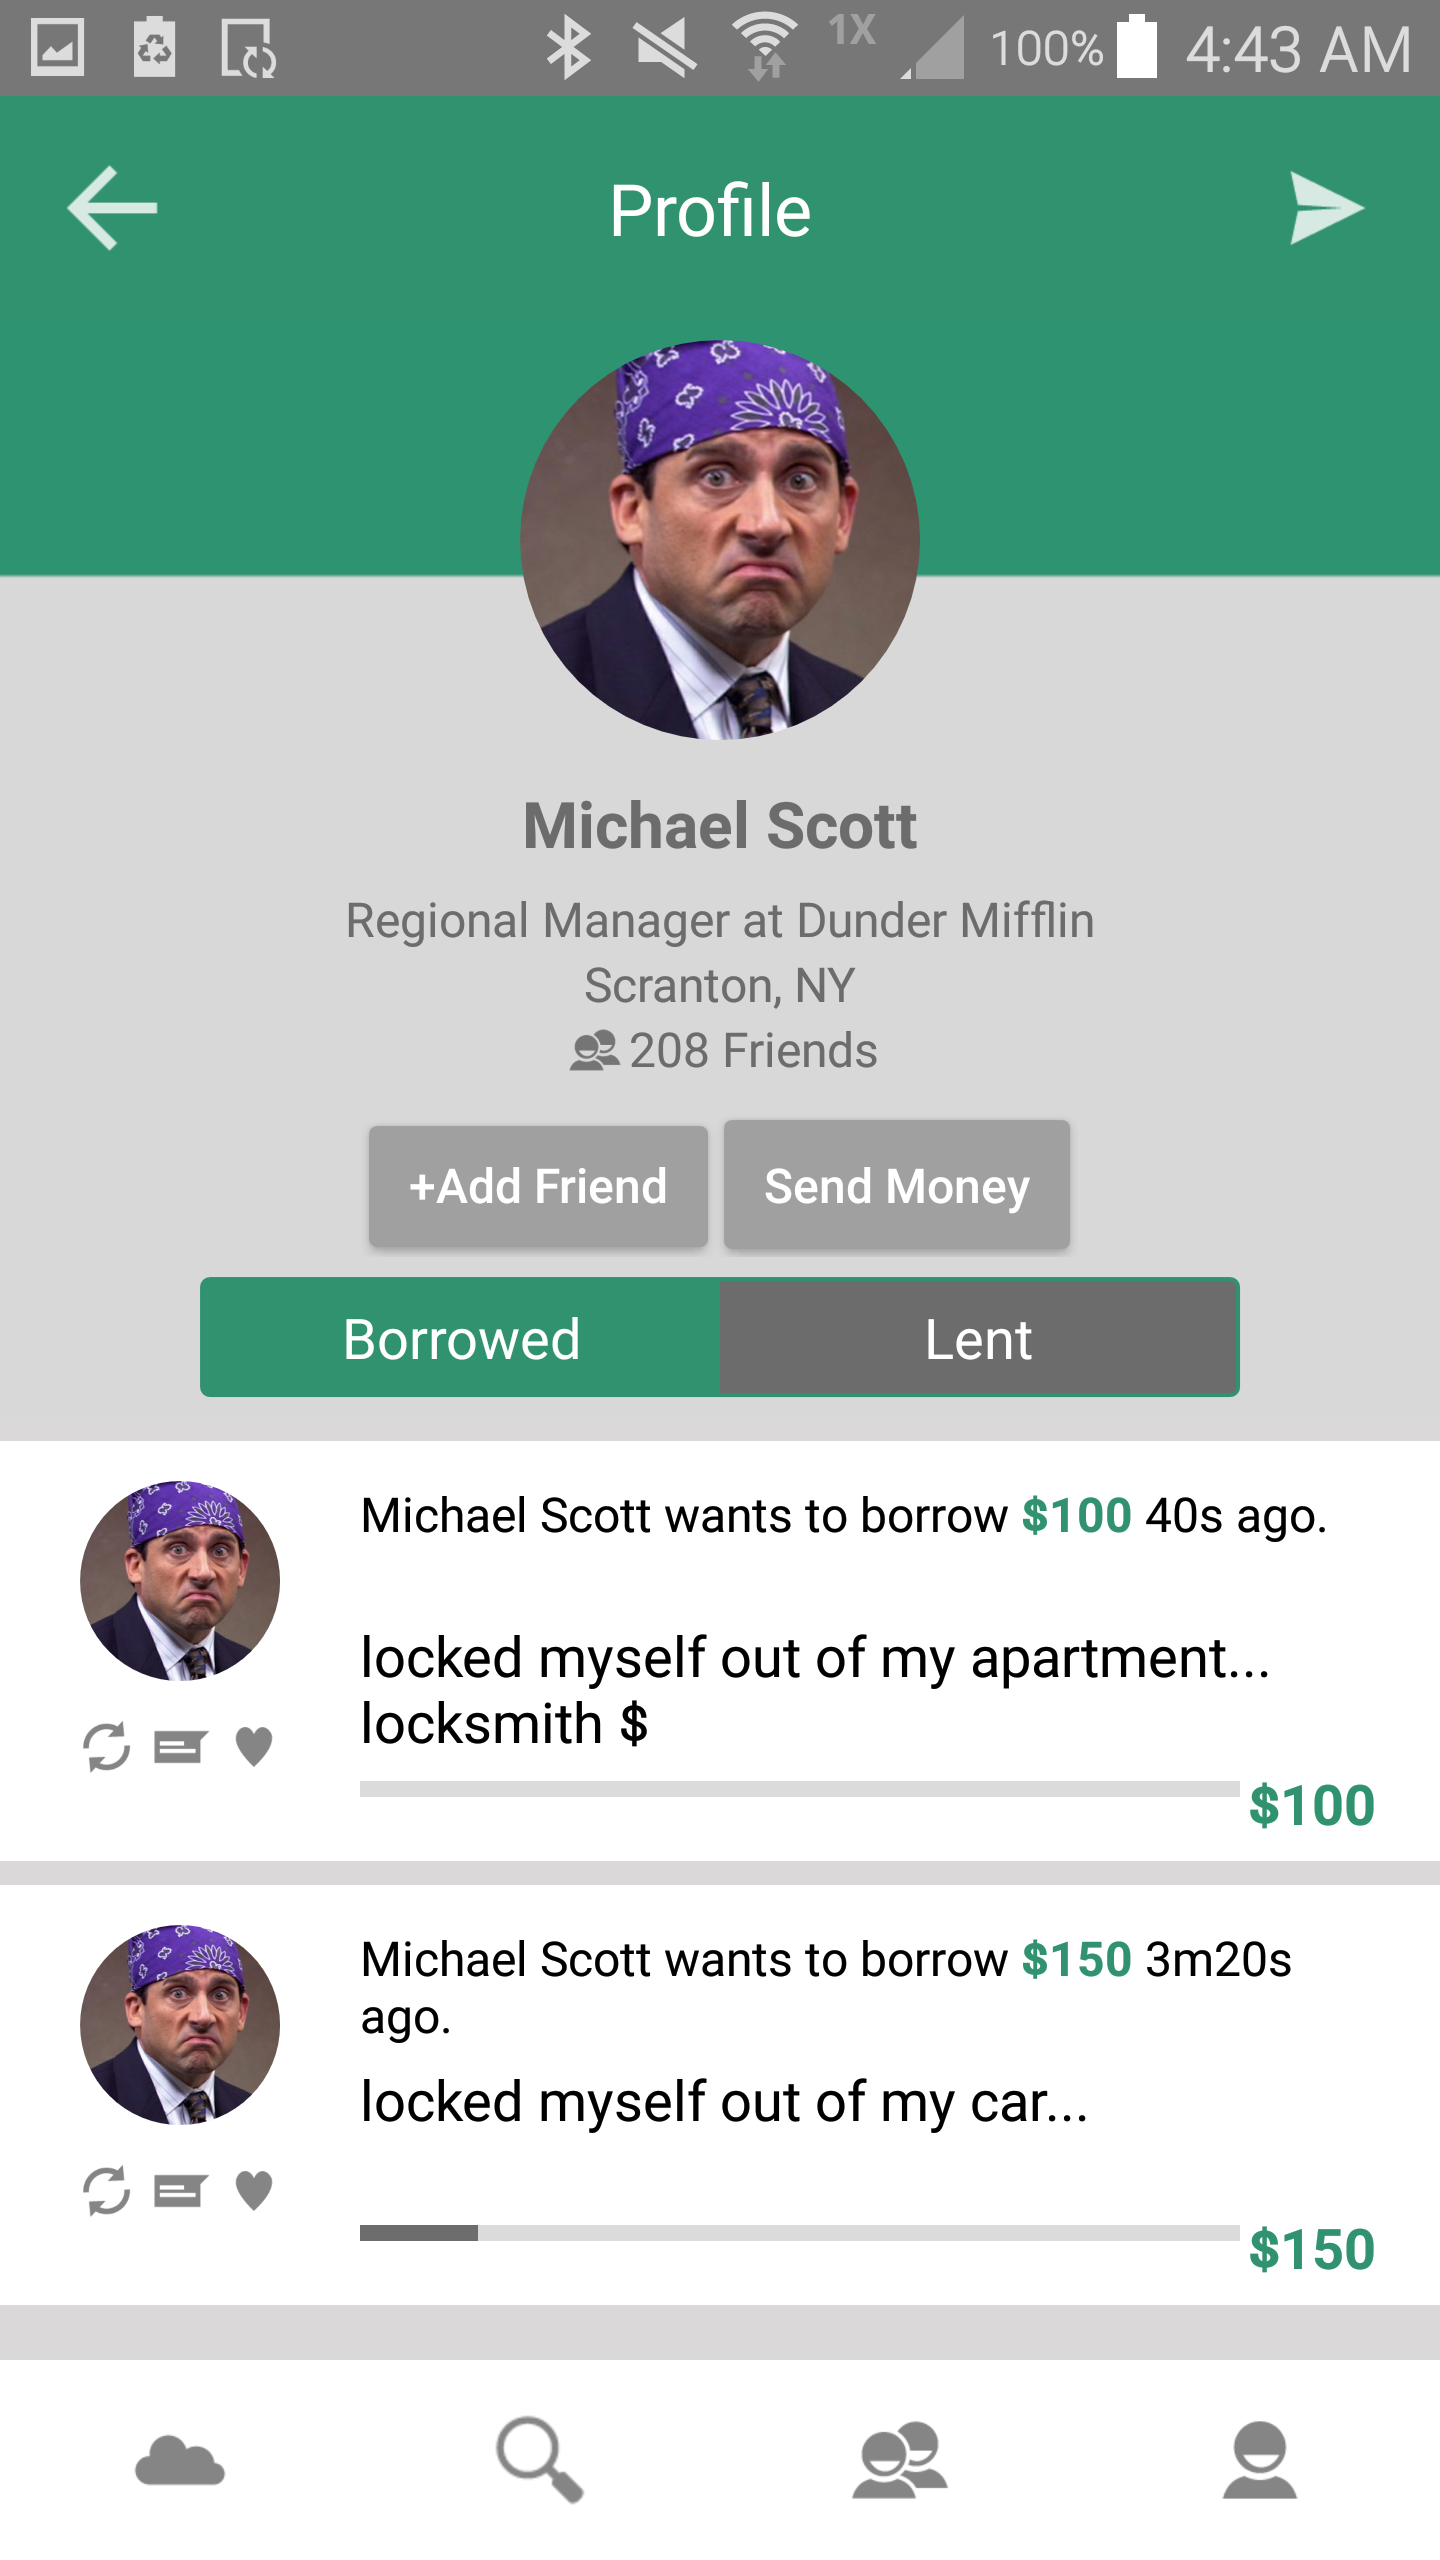 1X 100% 4:43 AM
Profile
Michael Scott
Regional Manager at Dunder Mifflin
Scranton, NY
208 Friends
+Add Friend Send Money
Borrowed Lent
Michael Scott wants to borrow $100 40s ago.
locked myself out of my apartment...
locksmith $
$100
Michael Scott wants to borrow $150 3m20s
ago.
locked myself out of my car...
$150